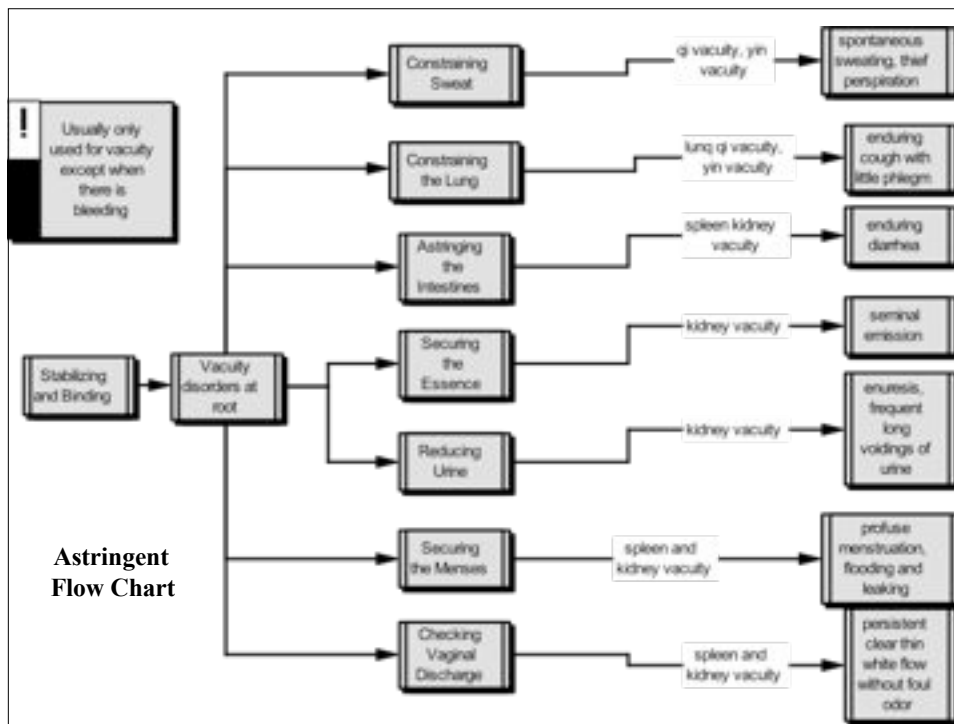 Constraining
Sweat
qi vacuity, yin
vacuity
spontaneous
sweating, thief
perspiration
!
Usually only
used for vacuity
except when
there is
bleeding
Constraining
the Lung
lung qi vacuity,
yin vacuity
enduring
cough with
little phlegm
Astringing
the
Intestines
spleen kidney
vacuity
enduring
diarrhea
Stabilizing
and Binding
Vacuity
disorders at
root
Securing
the
Essence
kidney vacuity
seminal
emission
Reducing
Urine
kidney vacuity
enuresis,
frequent
long
voidings of
urine
Astringent
Flow Chart
Securing
the Menses
spleen and
kidney vacuity
profuse
menstruation,
flooding and
leaking
Checking
Vaginal
Discharge
spleen and
kidney vacuity
persistent
clear thin
white flow
without foul
odor